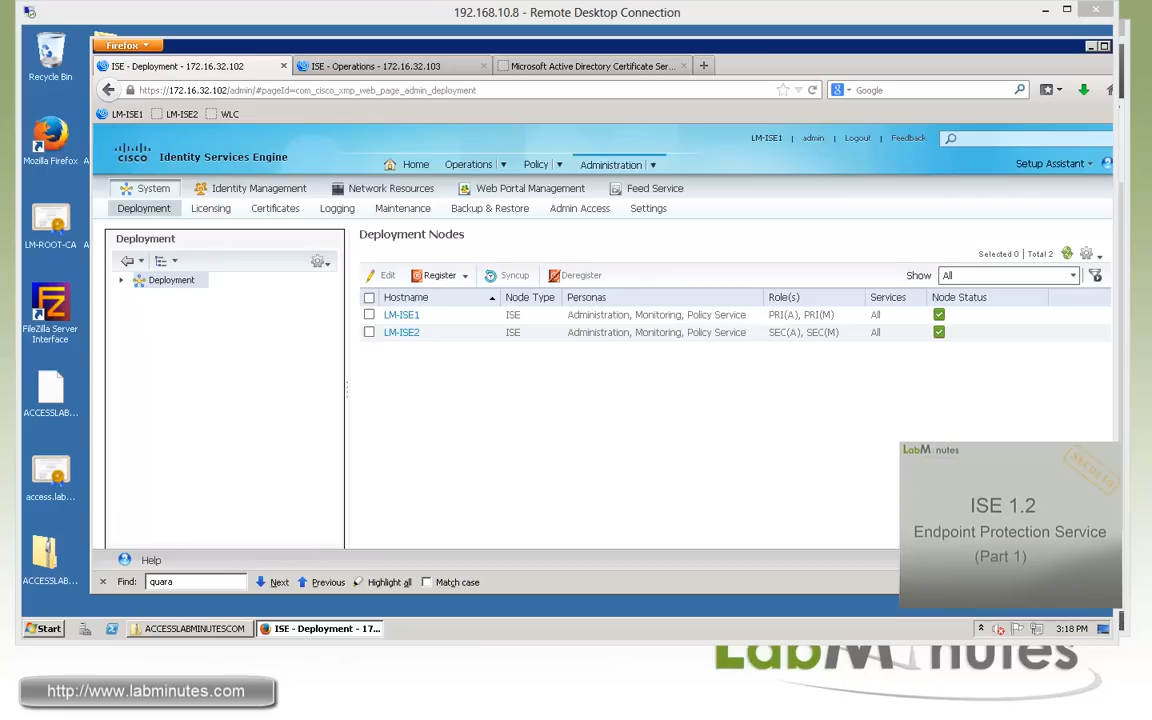 192.168.10.8 - Remote Desktop Connection
Recycle Bin
Mozilla Firefox
LM-ROOT-CA
FileZilla Server
Interface
ACCESSLAB...
access.lab...
ACCESSLAB...
Firefox
ISE - Deployment - 172.16.32.102
ISE - Operations - 172.16.32.103
Microsoft Active Directory Certificate Ser...
https://172.16.32.102/admin/#pageId=com_cisco_xmp_web_page_admin_deployment
Google
LM-ISE1 LM-ISE2 WLC
cisco Identity Services Engine
LM-ISE1 | admin | Logout | Feedback
Home Operations Policy Administration
Setup Assistant
System Identity Management Network Resources Web Portal Management Feed Service
Deployment Licensing Certificates Logging Maintenance Backup & Restore Admin Access Settings
Deployment
Deployment
Deployment Nodes
Selected 0 | Total 2
Edit Register Syncup Deregister Show All
Hostname Node Type Personas Role(s) Services Node Status
LM-ISE1 ISE Administration, Monitoring, Policy Service PRI(A), PRI(M) All
LM-ISE2 ISE Administration, Monitoring, Policy Service SEC(A), SEC(M) All
Help
Find: quara Next Previous Highlight all Match case
LabMinutes
ISE 1.2
Endpoint Protection Service
(Part 1)
Start ACCESSLABMINUTESCOM ISE - Deployment - 17... 3:18 PM
LabMinutes
http://www.labminutes.com